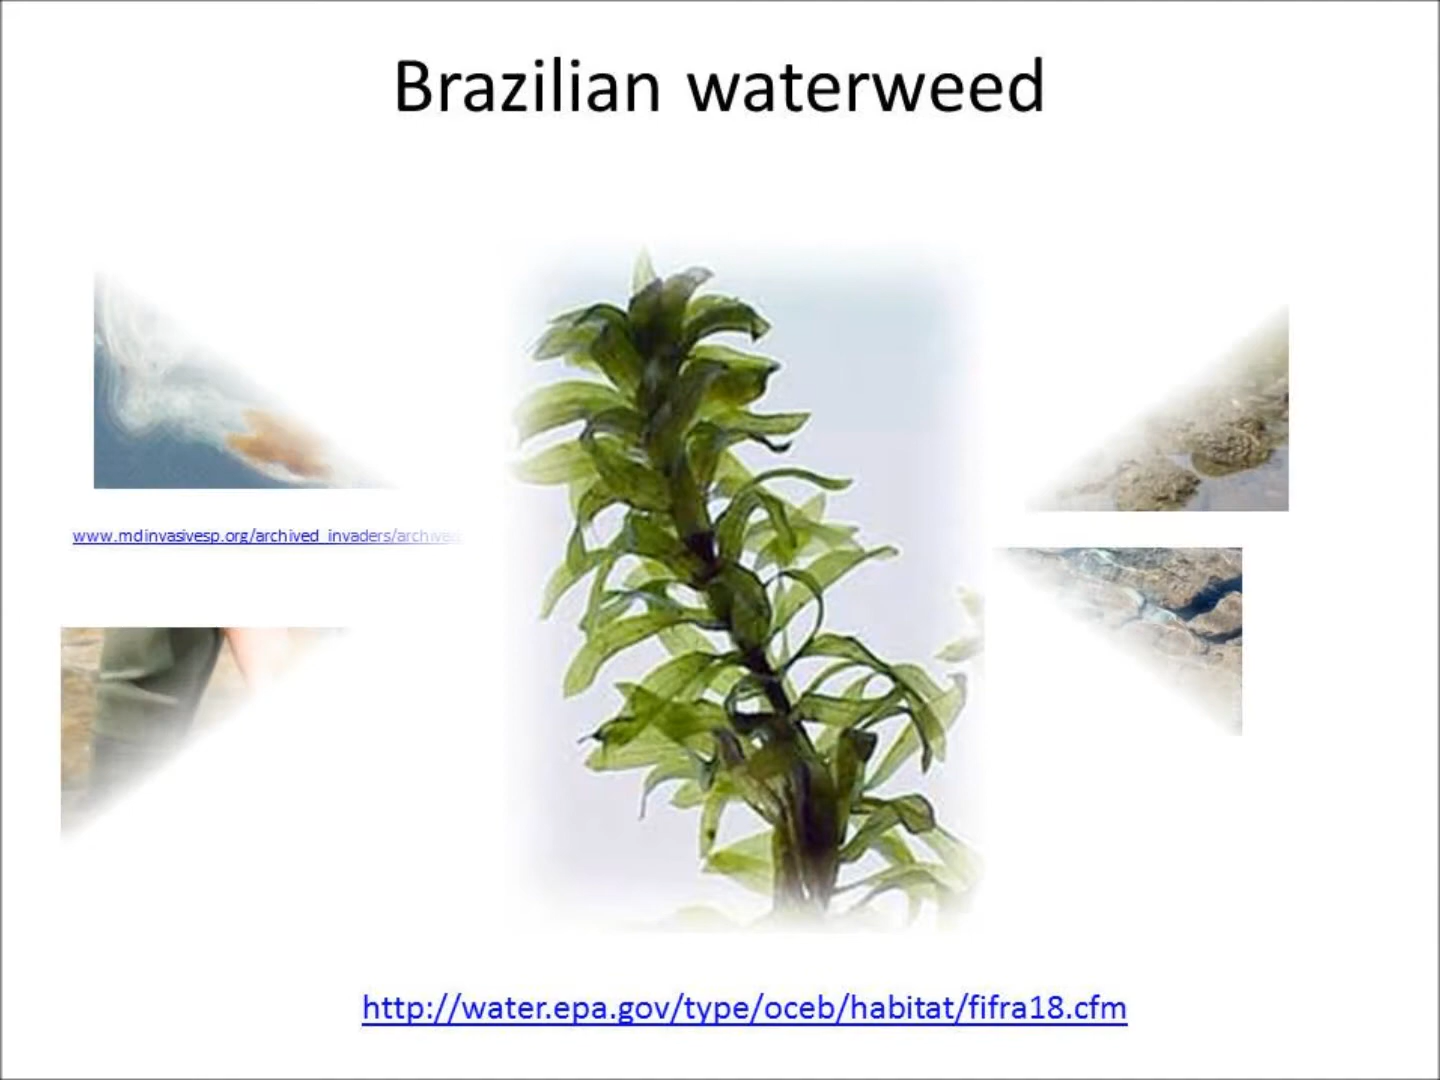 Brazilian waterweed
www.mdinvasivesp.org/archived_invaders/archived
http://water.epa.gov/type/oceb/habitat/fifra18.cfm